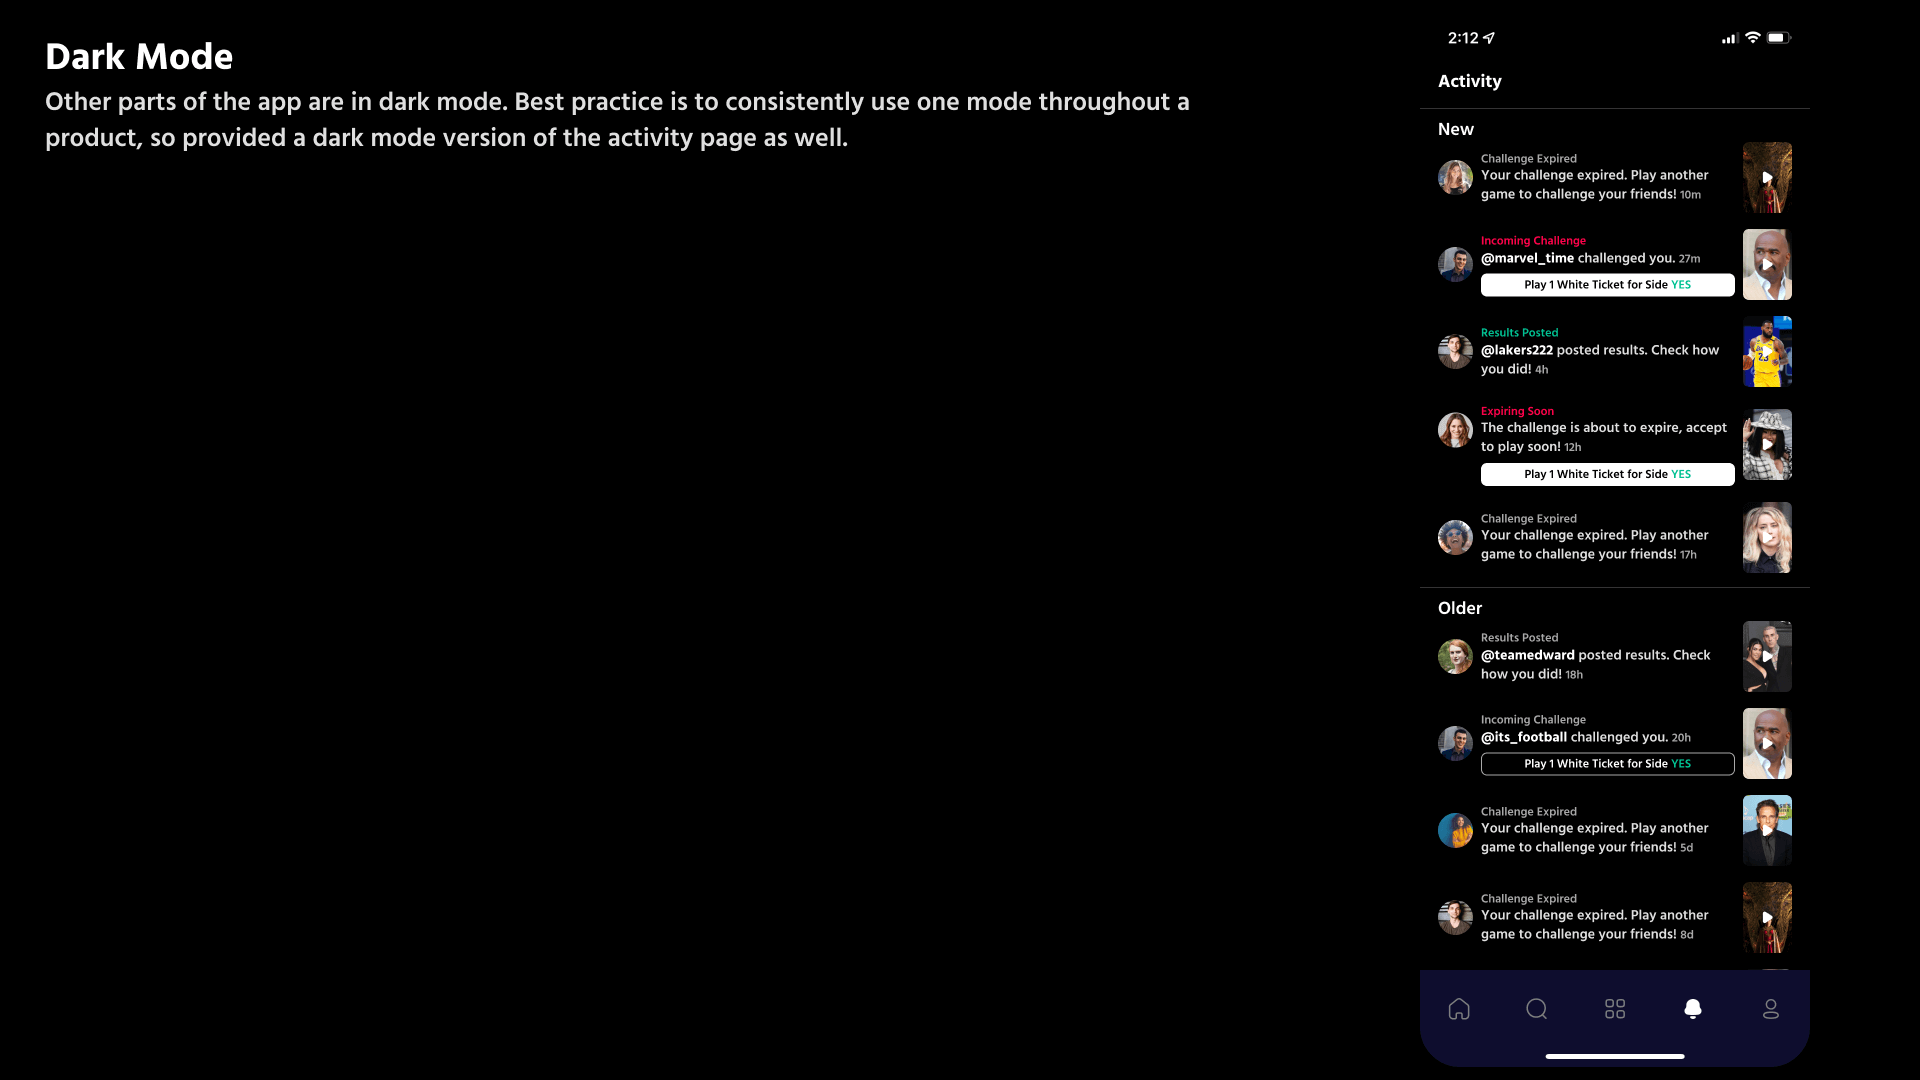 Dark Mode
Other parts of the app are in dark mode. Best practice is to consistently use one mode throughout a
product, so provided a dark mode version of the activity page as well.
2:12
Activity
New
Challenge Expired
Your challenge expired. Play another
game to challenge your friends! 10m
Incoming Challenge
@marvel_time challenged you. 27m
Play 1 White Ticket for Side YES
Results Posted
@lakers222 posted results. Check how
you did! 4h
Expiring Soon
The challenge is about to expire, accept
to play soon! 12h
Play 1 White Ticket for Side YES
Challenge Expired
Your challenge expired. Play another
game to challenge your friends! 17h
Older
Results Posted
@teamedward posted results. Check
how you did! 18h
Incoming Challenge
@its_football challenged you. 20h
Play 1 White Ticket for Side YES
Challenge Expired
Your challenge expired. Play another
game to challenge your friends! 5d
Challenge Expired
Your challenge expired. Play another
game to challenge your friends! 8d